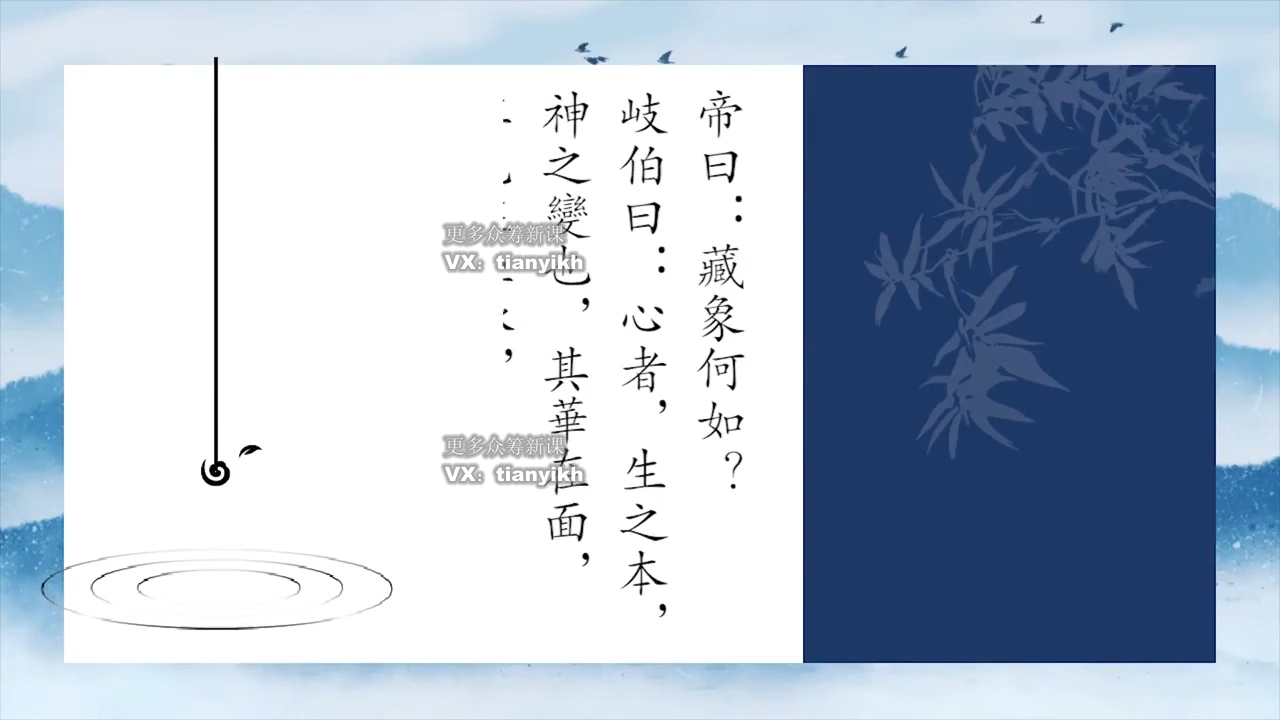 帝曰：藏象何如？
岐伯曰：心者，生之本，
神之變也，其華在面，
更多众筹新课
VX：tianyikh
更多众筹新课
VX：tianyikh